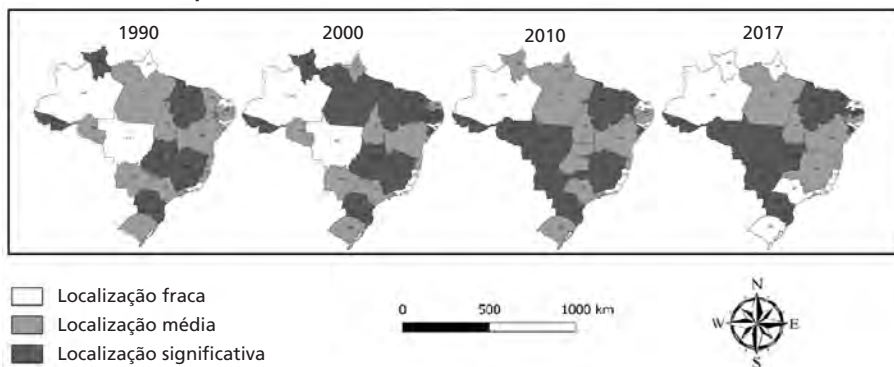 1990 2000 2010 2017
Localização fraca
Localização média
Localização significativa
0 500 1000 km
N
W E
S